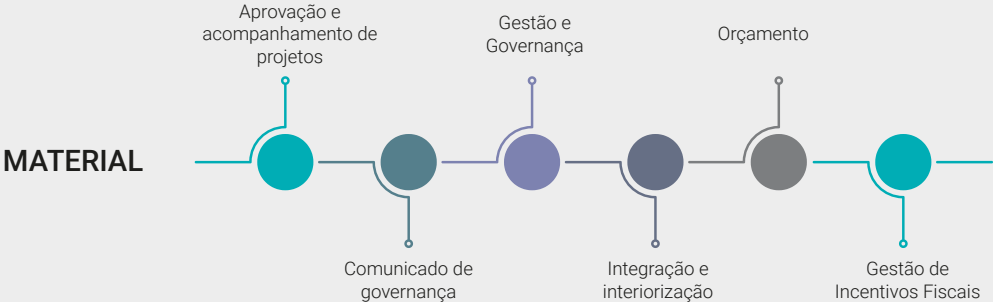 Aprovação e
acompanhamento de
projetos
Gestão e
Governança
Orçamento
MATERIAL
Comunicado de
governança
Integração e
interiorização
Gestão de
Incentivos Fiscais